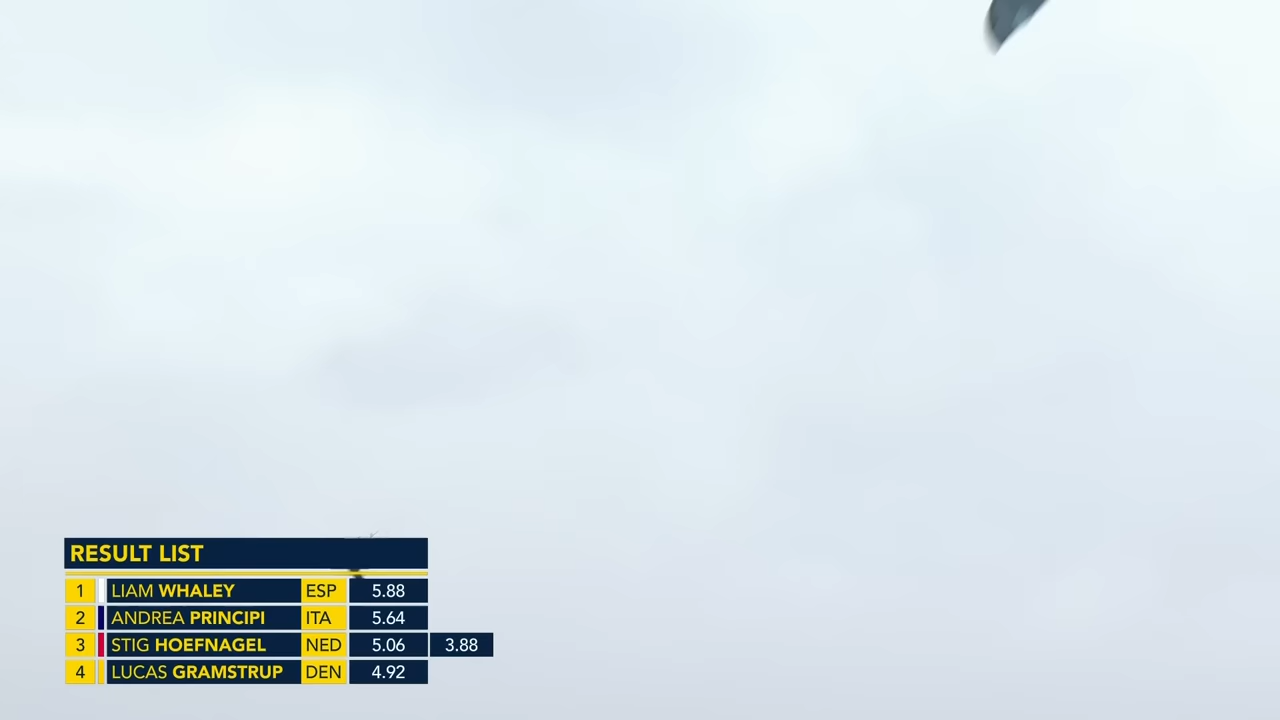 RESULT LIST
1 LIAM WHALEY ESP 5.88
2 ANDREA PRINCIPI ITA 5.64
3 STIG HOEFNAGEL NED 5.06 3.88
4 LUCAS GRAMSTRUP DEN 4.92